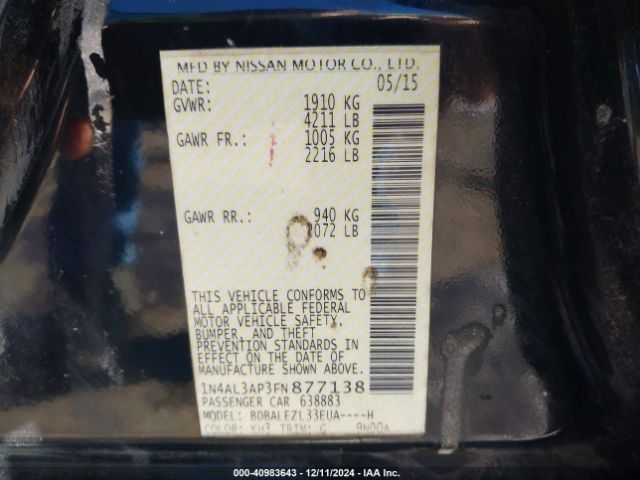 MFD BY NISSAN MOTOR CO., LTD.
DATE: 05/15
GVWR: 1910 KG
4211 LB
GAWR FR.: 1005 KG
2216 LB
GAWR RR.: 940 KG
2072 LB
THIS VEHICLE CONFORMS TO
ALL APPLICABLE FEDERAL
MOTOR VEHICLE SAFETY,
BUMPER, AND THEFT
PREVENTION STANDARDS IN
EFFECT ON THE DATE OF
MANUFACTURE SHOWN ABOVE.
1N4AL3AP3FN877138
PASSENGER CAR 638883
MODEL: BDBALEZL33EUA----H
COLOR: KH3 TRIM: G
000-40983643 - 12/11/2024 - IAA Inc.